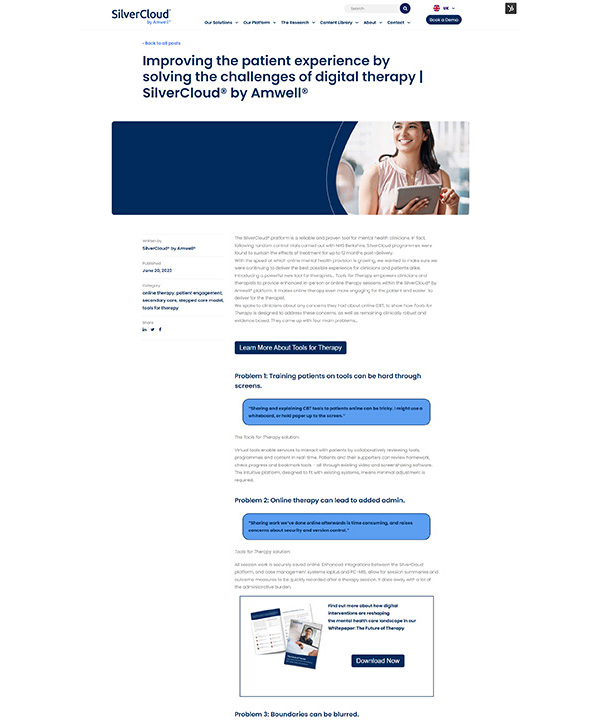 SilverCloud®
by Amwell®
Search
UK
Our Solutions
Our Platform
The Research
Content Library
About
Contact
Book a Demo
‹ Back to all posts
Improving the patient experience by
solving the challenges of digital therapy |
SilverCloud® by Amwell®
Written by
SilverCloud® by Amwell®
Published
June 20, 2023
Category
online therapy, patient engagement,
secondary care, stepped care model,
tools for therapy
Share
The SilverCloud® platform is a reliable and proven tool for mental health clinicians. In fact,
following random control trials carried out with NHS Berkshire, SilverCloud programmes were
found to sustain the effects of treatment for up to 12 months post-delivery.
With the speed at which online mental health provision is growing, we wanted to make sure we
were continuing to deliver the best possible experience for clinicians and patients alike.
Introducing a powerful new tool for therapists... Tools for Therapy empowers clinicians and
therapists to provide enhanced in-person or online therapy sessions within the SilverCloud® by
Amwell® platform. It makes online therapy even more engaging for the patient and easier to
deliver for the therapist.
We spoke to clinicians about any concerns they had about online CBT, to show how Tools for
Therapy is designed to address these concerns, as well as remaining clinically robust and
evidence based. They came up with four main problems...
Learn More About Tools for Therapy
Problem 1: Training patients on tools can be hard through
screens.
"Sharing and explaining CBT tools to patients online can be tricky. I might use a
whiteboard, or hold paper up to the screen."
The Tools for Therapy solution:
Virtual tools enable services to interact with patients by collaboratively reviewing tools,
programmes and content in real-time. Patients and their supporters can review homework,
check progress and bookmark tools - all through existing video and screensharing software.
The intuitive platform, designed to fit with existing systems, means minimal adjustment is
required.
Problem 2: Online therapy can lead to added admin.
"Sharing work we've done online afterwards is time consuming, and raises
concerns about security and version control."
Tools for Therapy solution:
All session work is securely saved online. Enhanced integrations between the SilverCloud
platform, and case management systems iaptus and PC-MIS, allow for session summaries and
outcome measures to be quickly recorded after a therapy session. It does away with a lot of
the administrative burden.
Find out more about how digital
interventions are reshaping
the mental health care landscape in our
Whitepaper: The Future of Therapy
Download Now
Problem 3: Boundaries can be blurred.